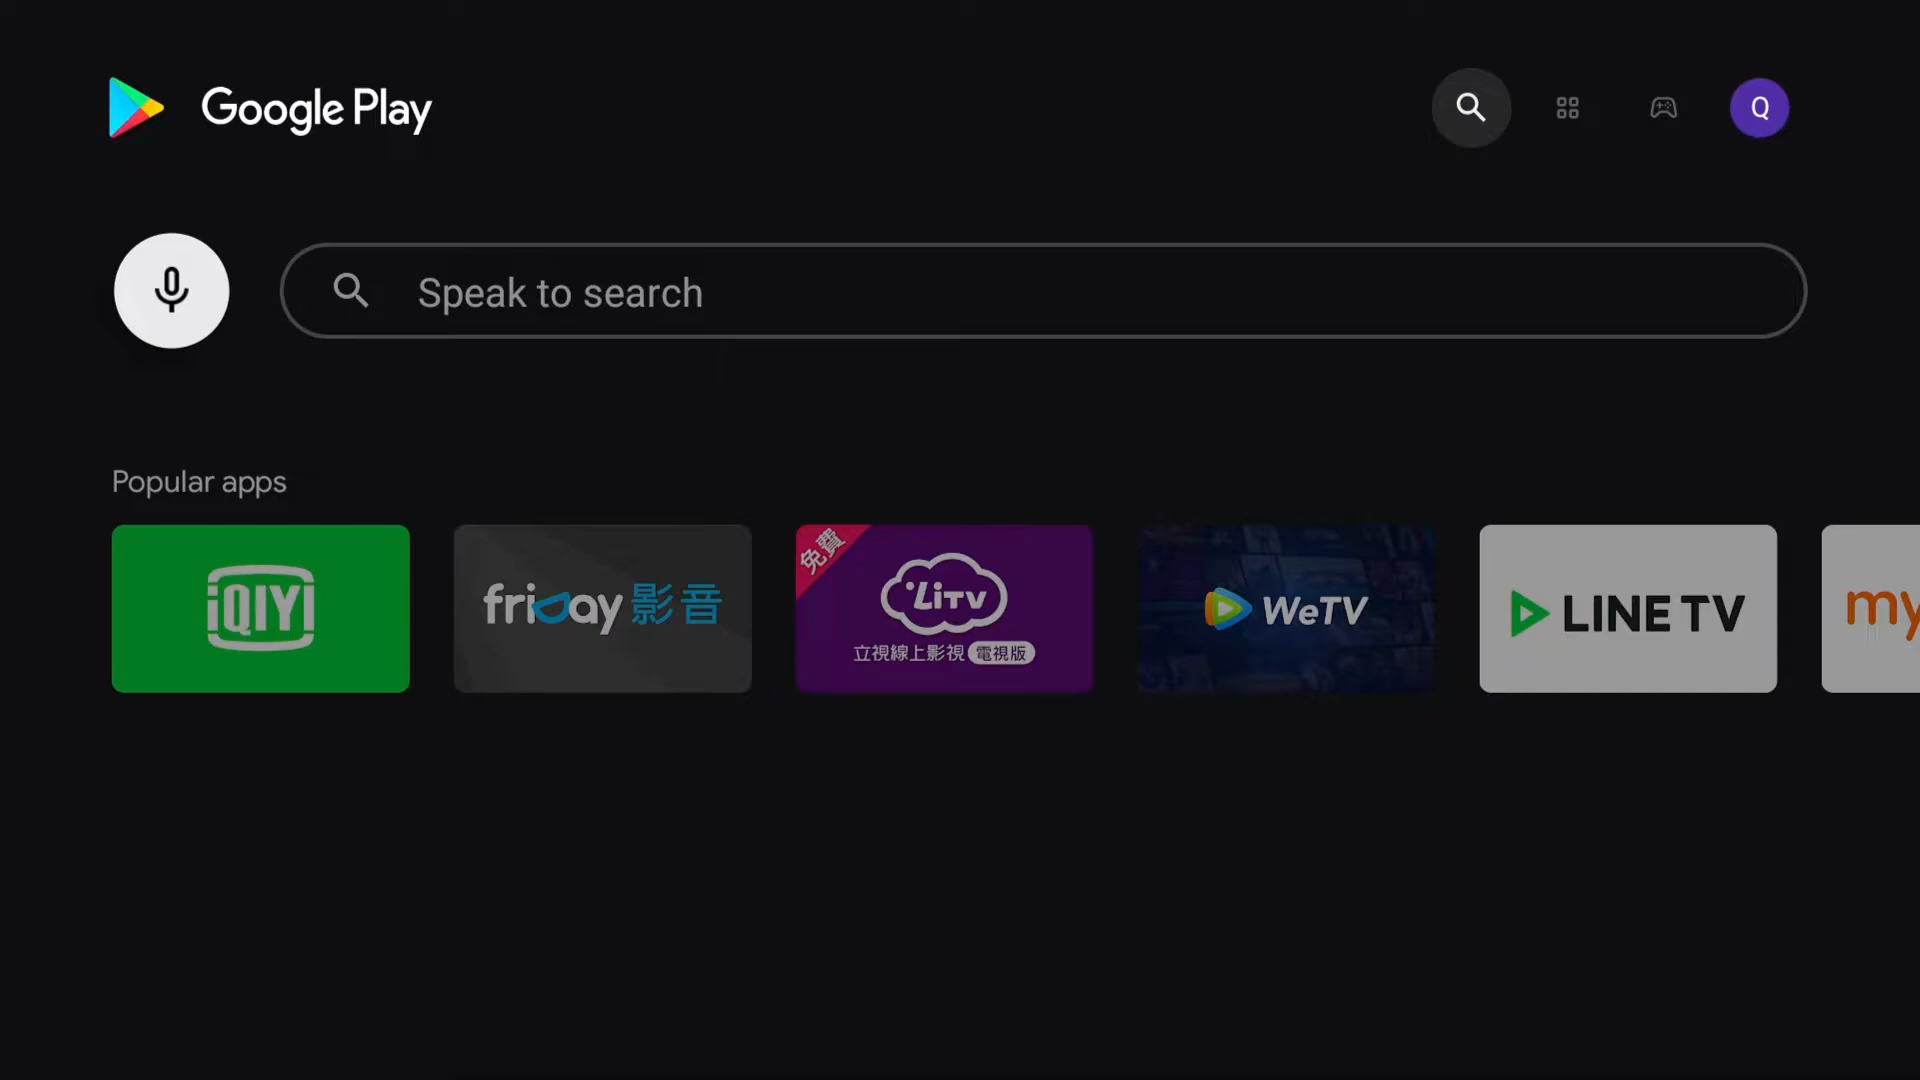 Google Play
Q
Speak to search
Popular apps
iQIYI
friDay影音
免費
LiTV
立視線上影視 電視版
WeTV
LINE TV
my